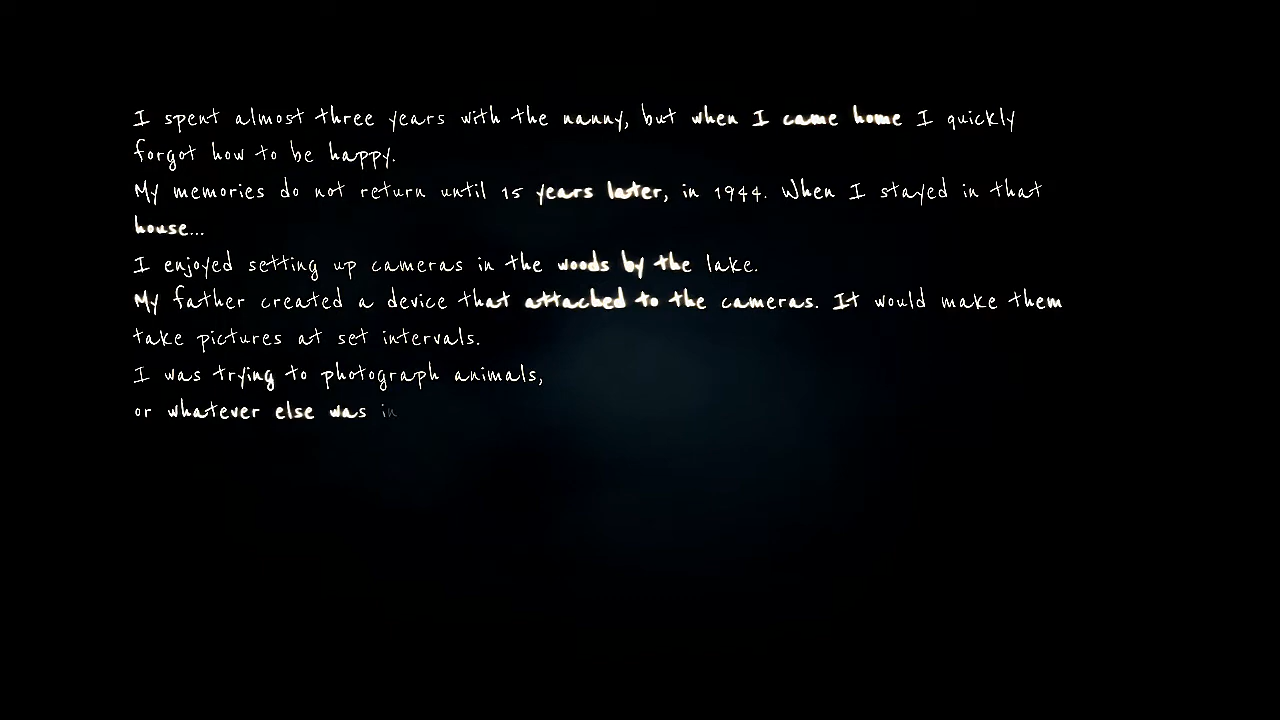 I spent almost three years with the nanny, but when I came home I quickly
forgot how to be happy.
My memories do not return until 15 years later, in 1944. When I stayed in that
house...
I enjoyed setting up cameras in the woods by the lake.
My father created a device that attached to the cameras. It would make them
take pictures at set intervals.
I was trying to photograph animals,
or whatever else was in